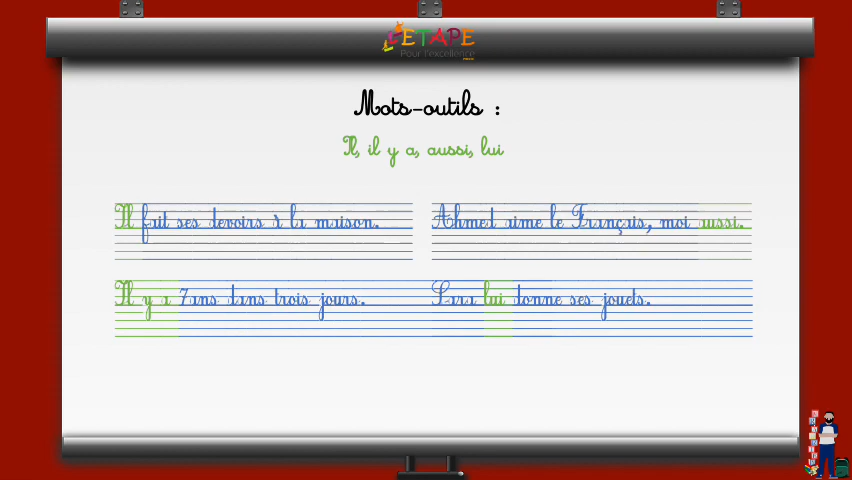 L'ETAPE
Pour l'excellence
Mots-outils :
Il, il y a, aussi, lui
Il fait ses devoirs à la maison.
Ahmed aime le Français, moi aussi.
Il y a 7ans dans trois jours.
Sara lui donne ses jouets.